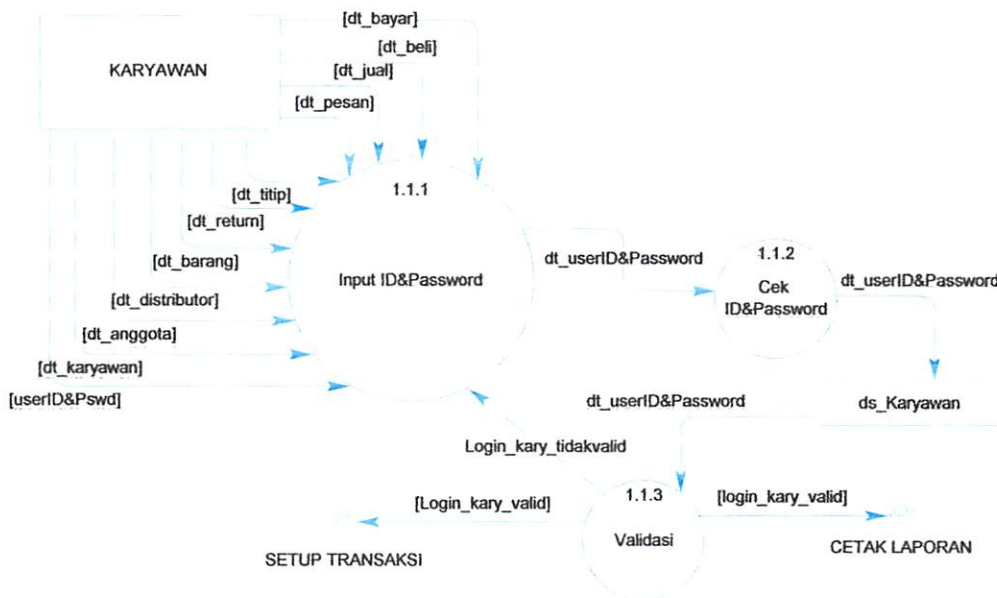 [dt_bayar]
[dt_beli]
KARYAWAN
[dt_jual]
[dt_pesan]
1.1.1
[dt_titip]
[dt_return]
1.1.2
dt_userID&Password
[dt_barang]
Input ID&Password
dt_userID&Password
Cek
ID&Password
[dt_distributor]
[dt_anggota]
[dt_karyawan]
[userID&Pswd]
dt_userID&Password
ds_Karyawan
Login_kary_tidakvalid
1.1.3
[Login_kary_valid]
[login_kary_valid]
Validasi
SETUP TRANSAKSI
CETAK LAPORAN